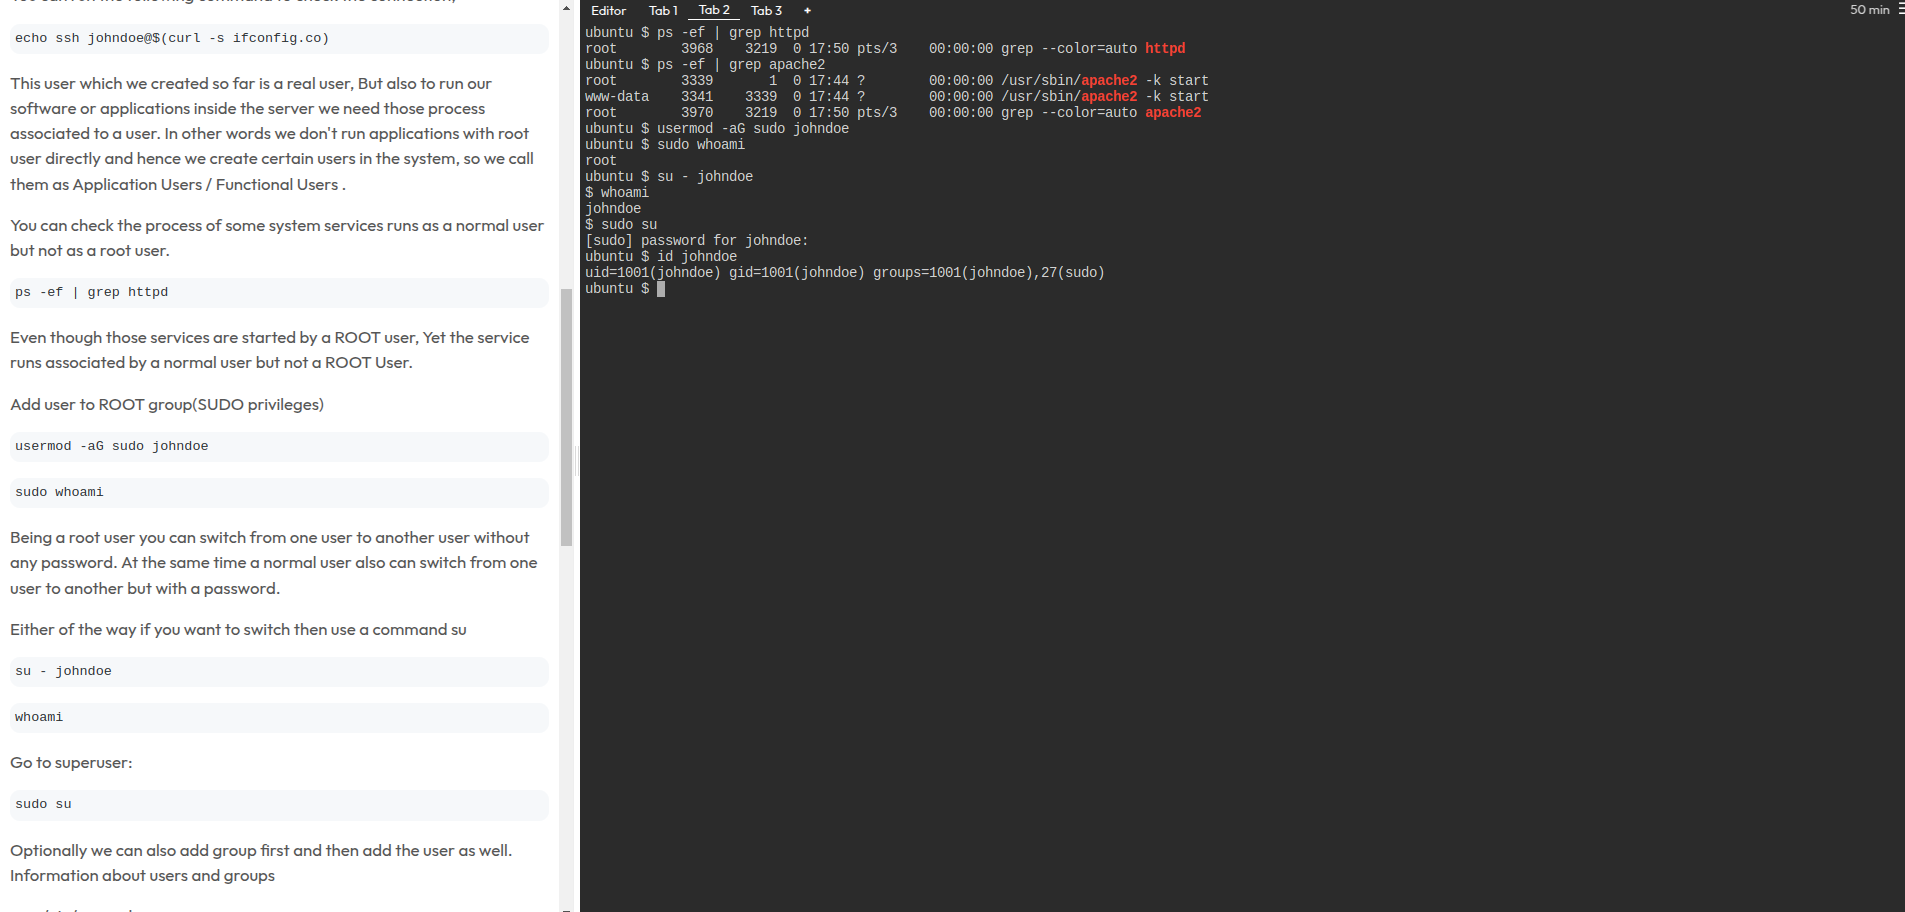 echo ssh johndoe@$(curl -s ifconfig.co)
This user which we created so far is a real user, But also to run our
software or applications inside the server we need those process
associated to a user. In other words we don't run applications with root
user directly and hence we create certain users in the system, so we call
them as Application Users / Functional Users .
You can check the process of some system services runs as a normal user
but not as a root user.
ps -ef | grep httpd
Even though those services are started by a ROOT user, Yet the service
runs associated by a normal user but not a ROOT User.
Add user to ROOT group(SUDO privileges)
usermod -aG sudo johndoe
sudo whoami
Being a root user you can switch from one user to another user without
any password. At the same time a normal user also can switch from one
user to another but with a password.
Either of the way if you want to switch then use a command su
su - johndoe
whoami
Go to superuser:
sudo su
Optionally we can also add group first and then add the user as well.
Information about users and groups
Editor Tab 1 Tab 2 Tab 3 + 50 min
ubuntu $ ps -ef | grep httpd
root 3968 3219 0 17:50 pts/3 00:00:00 grep --color=auto httpd
ubuntu $ ps -ef | grep apache2
root 3339 1 0 17:44 ? 00:00:00 /usr/sbin/apache2 -k start
www-data 3341 3339 0 17:44 ? 00:00:00 /usr/sbin/apache2 -k start
root 3970 3219 0 17:50 pts/3 00:00:00 grep --color=auto apache2
ubuntu $ usermod -aG sudo johndoe
ubuntu $ sudo whoami
root
ubuntu $ su - johndoe
$ whoami
johndoe
$ sudo su
[sudo] password for johndoe:
ubuntu $ id johndoe
uid=1001(johndoe) gid=1001(johndoe) groups=1001(johndoe),27(sudo)
ubuntu $